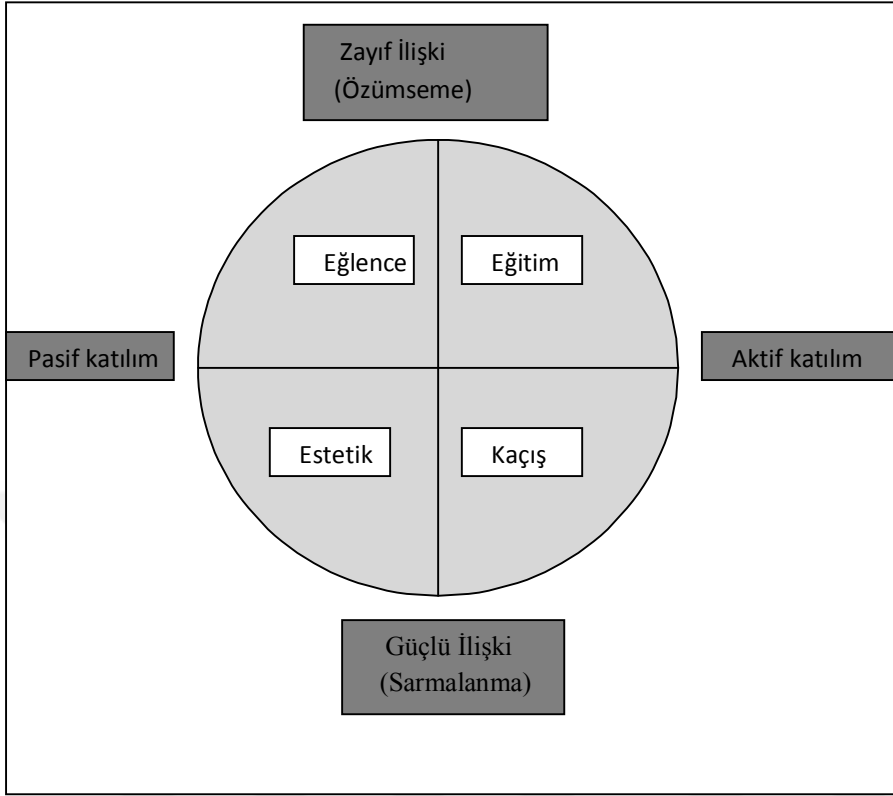 Zayıf İlişki
(Özümseme)
Eğlence
Eğitim
Pasif katılım
Aktif katılım
Estetik
Kaçış
Güçlü İlişki
(Sarmalanma)